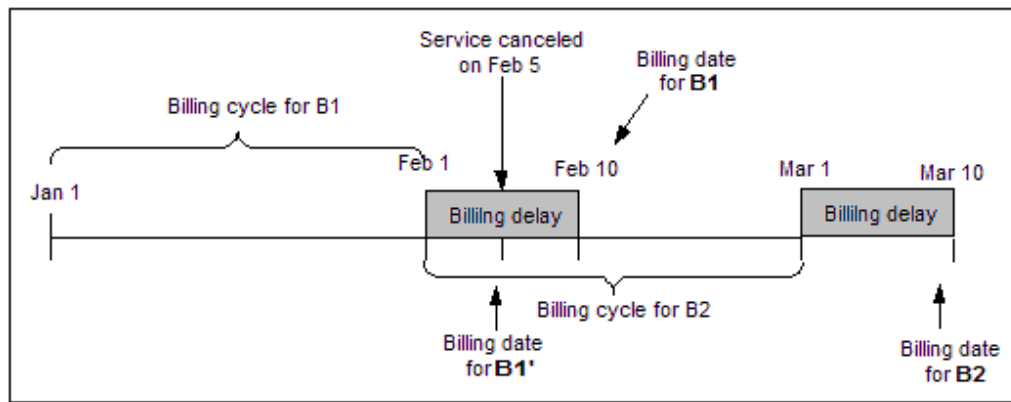 Service canceled
on Feb 5
Billing date
for B1
Billing cycle for B1
Jan 1
Feb 1
Feb 10
Mar 1
Mar 10
Billilng delay
Billilng delay
Billing cycle for B2
Billing date
for B1'
Billing date
for B2